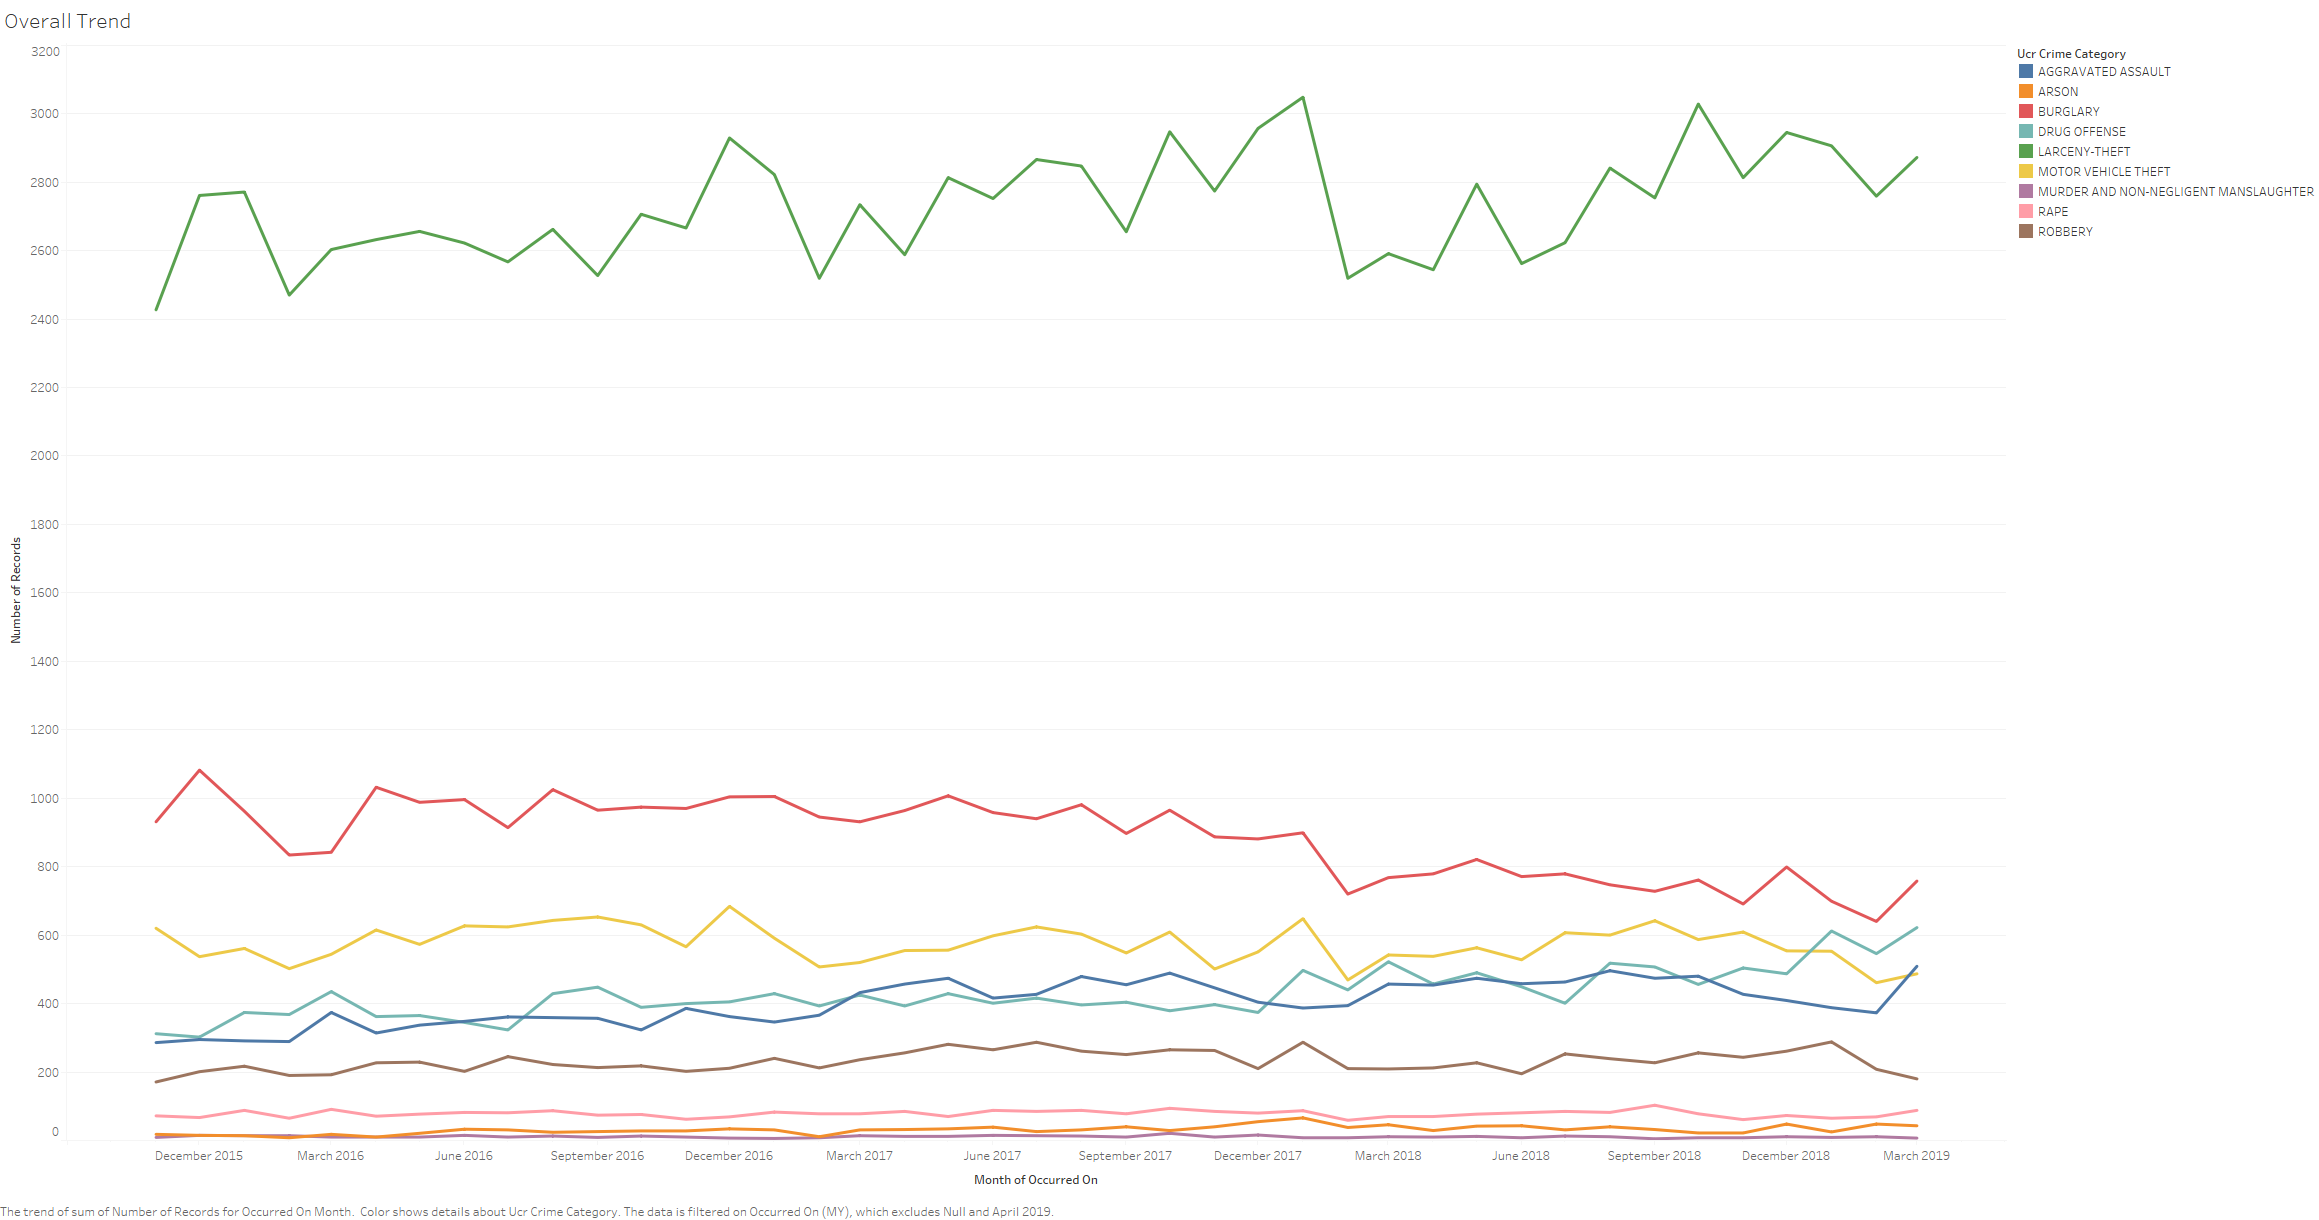 Overall Trend
3200
3000
2800
2600
2400
2200
2000
1800
1600
1400
1200
1000
800
600
400
200
0
Number of Records
December 2015
March 2016
June 2016
September 2016
December 2016
March 2017
June 2017
September 2017
December 2017
March 2018
June 2018
September 2018
December 2018
March 2019
Month of Occurred On
Ucr Crime Category
AGGRAVATED ASSAULT
ARSON
BURGLARY
DRUG OFFENSE
LARCENY-THEFT
MOTOR VEHICLE THEFT
MURDER AND NON-NEGLIGENT MANSLAUGHTER
RAPE
ROBBERY
The trend of sum of Number of Records for Occurred On Month. Color shows details about Ucr Crime Category. The data is filtered on Occurred On (MY), which excludes Null and April 2019.